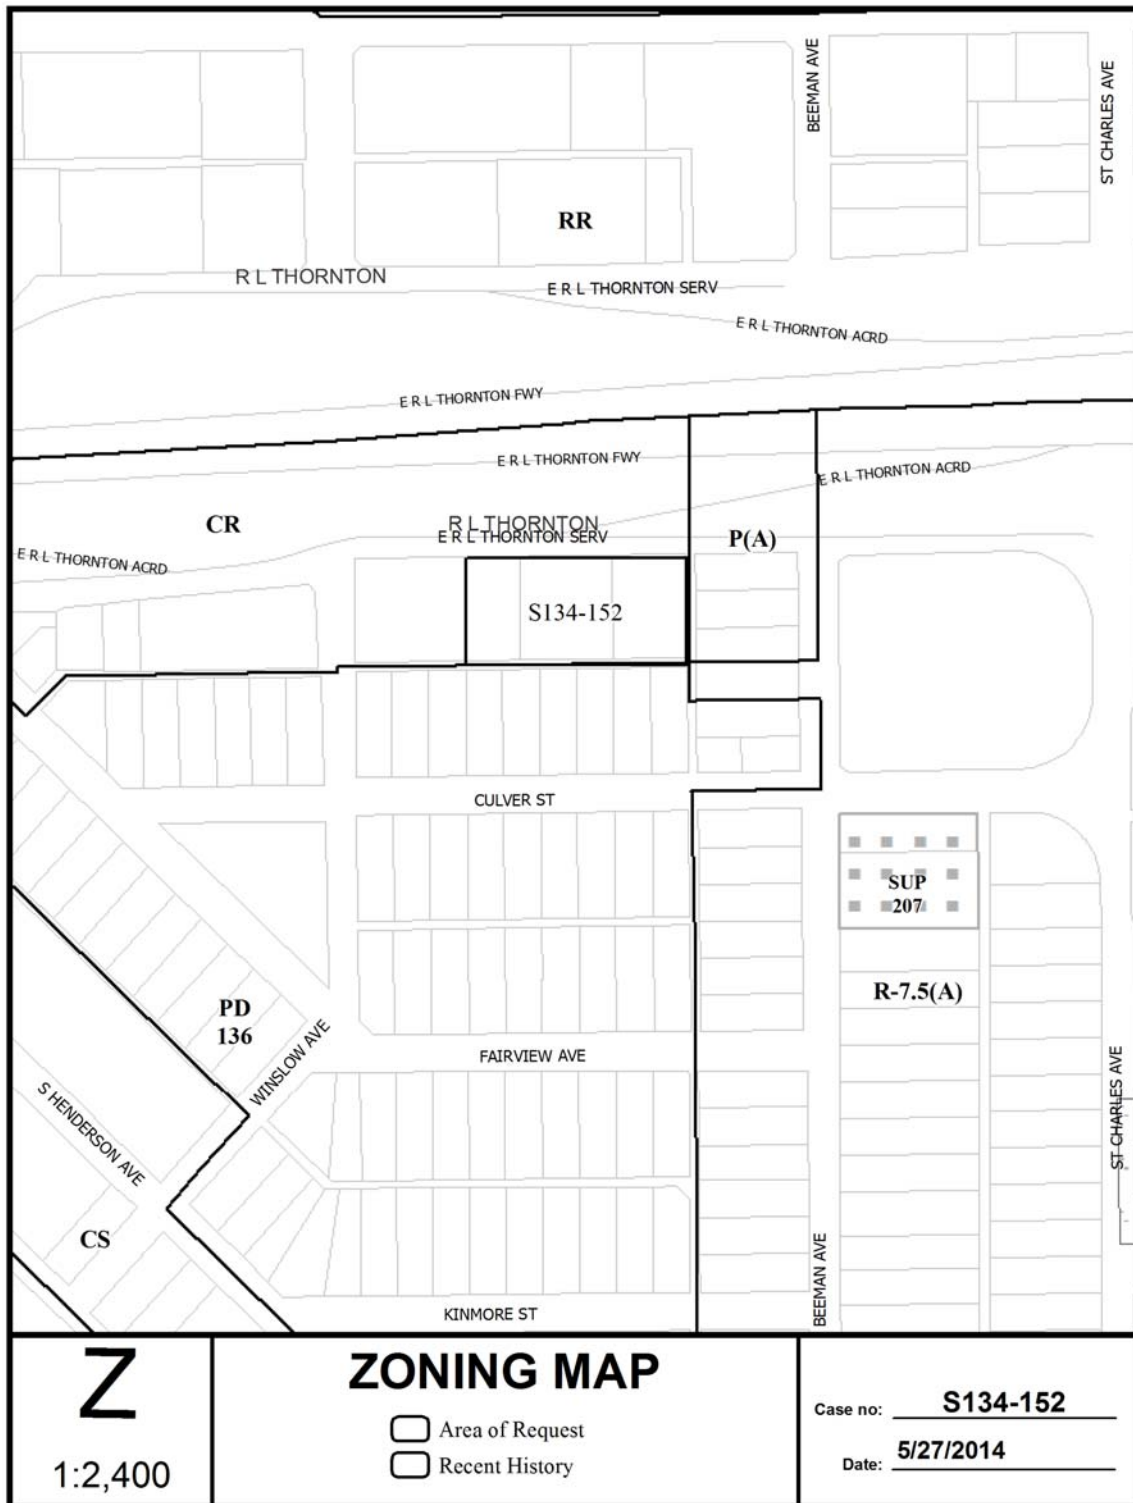 BEEMAN AVE
ST CHARLES AVE
RR
R L THORNTON
E R L THORNTON SERV
E R L THORNTON ACRD
E R L THORNTON FWY
E R L THORNTON FWY
E R L THORNTON ACRD
CR
R L THORNTON
E R L THORNTON SERV
P(A)
E R L THORNTON ACRD
S134-152
CULVER ST
SUP
207
R-7.5(A)
PD
136
WINSLOW AVE
FAIRVIEW AVE
S HENDERSON AVE
ST CHARLES AVE
CS
BEEMAN AVE
KINMORE ST
Z
1:2,400
ZONING MAP
Area of Request
Recent History
Case no: S134-152
Date: 5/27/2014